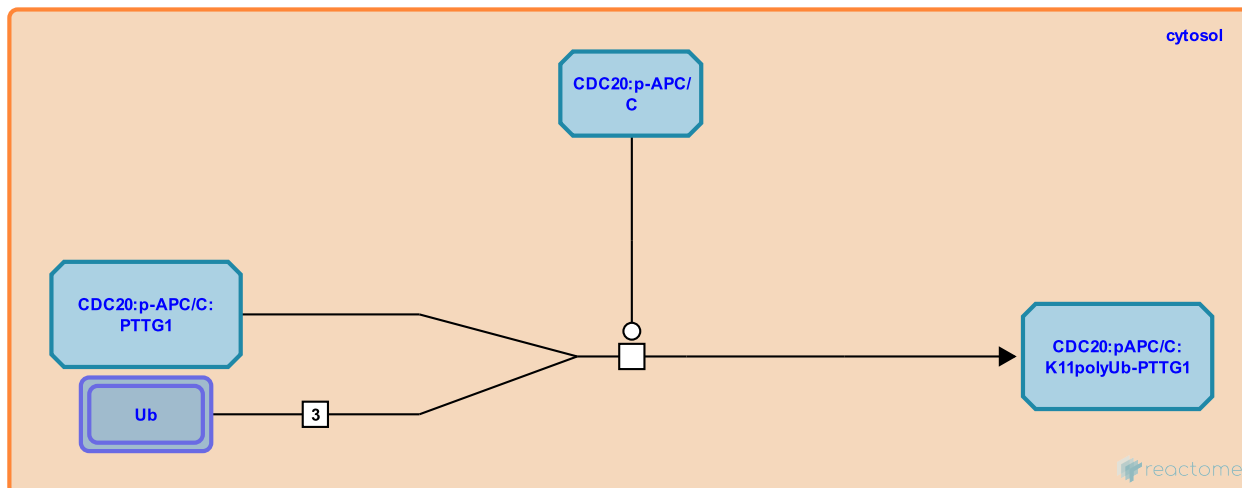 cytosol
CDC20:p-APC/
C
CDC20:p-APC/C:
PTTG1
Ub
3
CDC20:pAPC/C:
K11polyUb-PTTG1
reactome